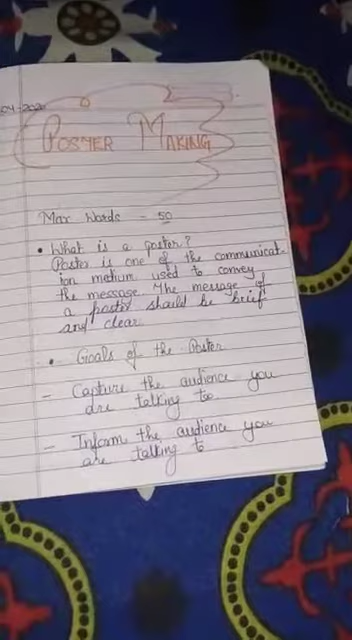 04-2020
POSTER MAKING
Max Words - 50
• What is a poster?
Poster is one of the communicat-
ion medium used to convey
the message. The message of
a poster should be brief
and clear.
• Goals of the Poster
- Capture the audience you
are talking too
- Inform the audience you
are talking to